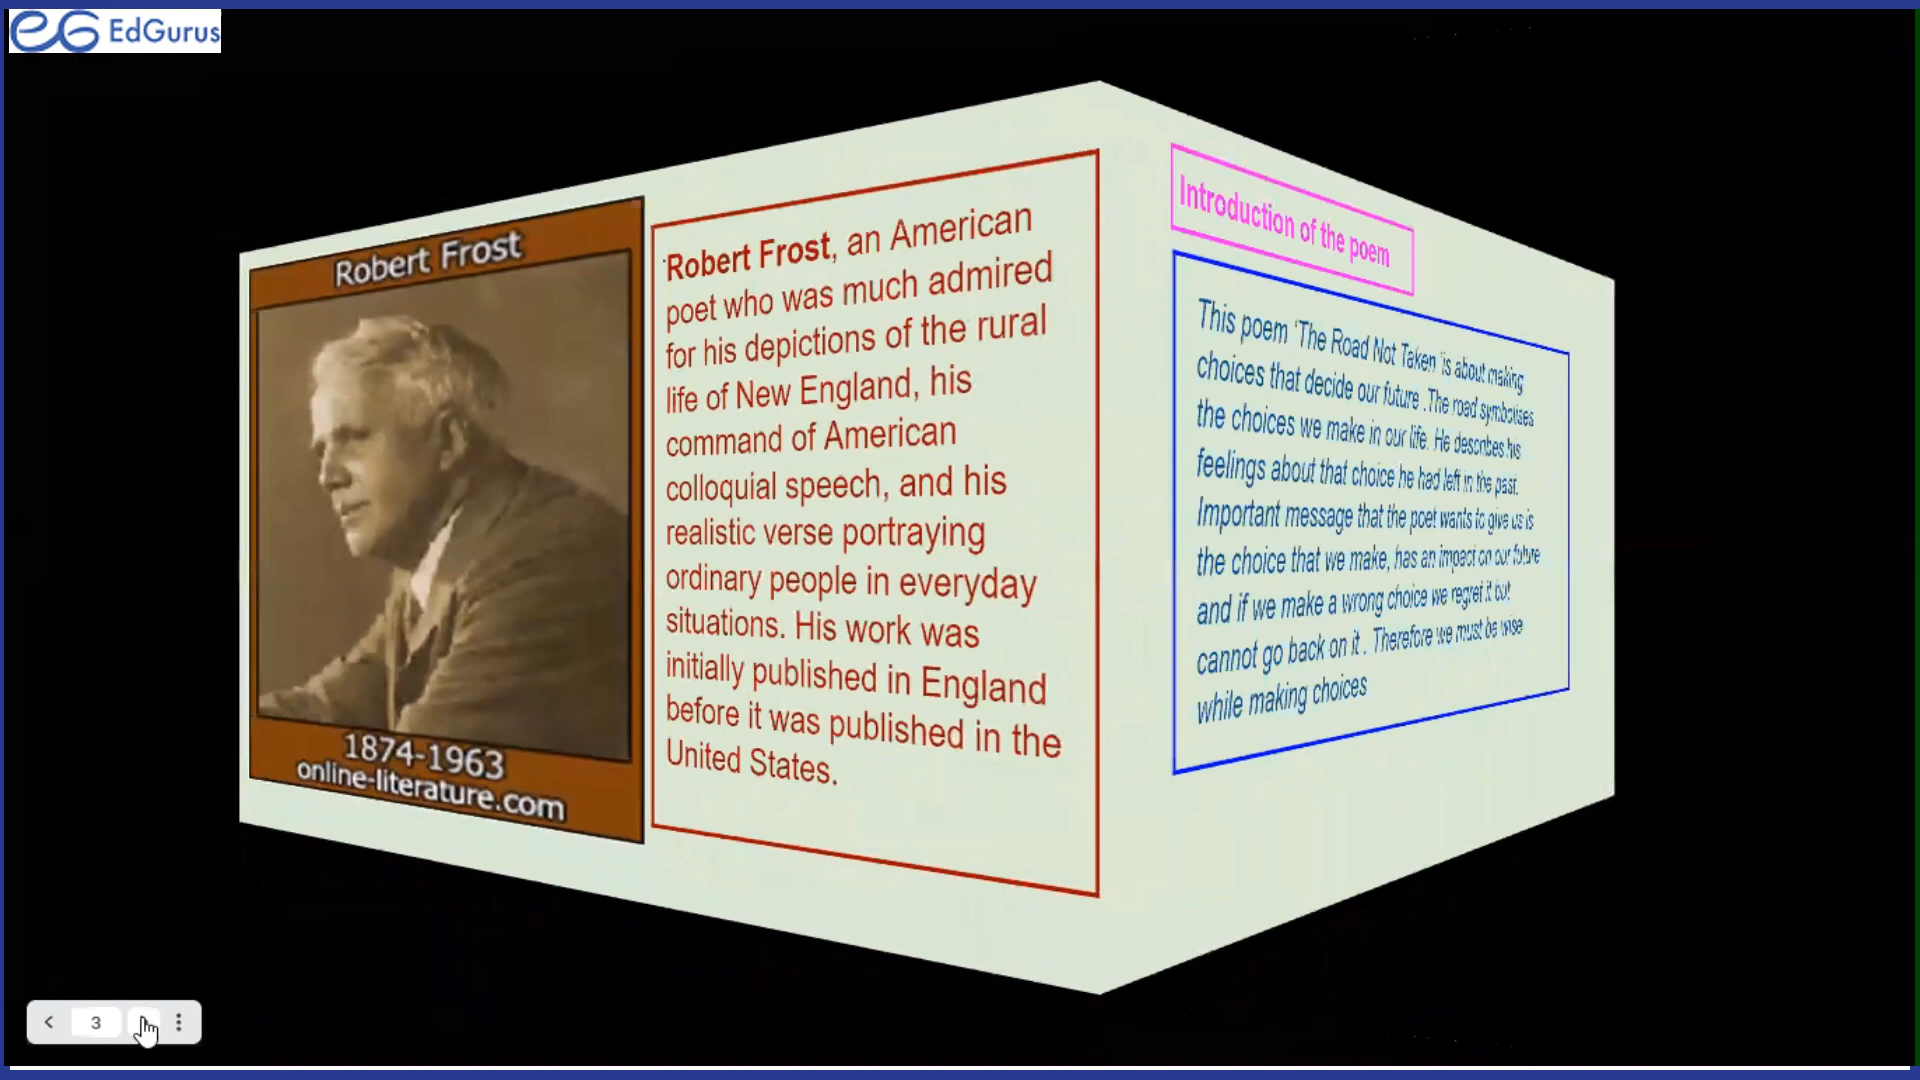 EdGurus
Robert Frost
1874-1963
online-literature.com
Robert Frost, an American
poet who was much admired
for his depictions of the rural
life of New England, his
command of American
colloquial speech, and his
realistic verse portraying
ordinary people in everyday
situations. His work was
initially published in England
before it was published in the
United States.
Introduction of the poem
This poem 'The Road Not Taken 'is about making
choices that decide our future .The road symbolises
the choices we make in our life. He describes his
feelings about that choice he had left in the past.
Important message that the poet wants to give us is
the choice that we make, has an impact on our future
and if we make a wrong choice we regret it but
cannot go back on it . Therefore we must be wise
while making choices
3